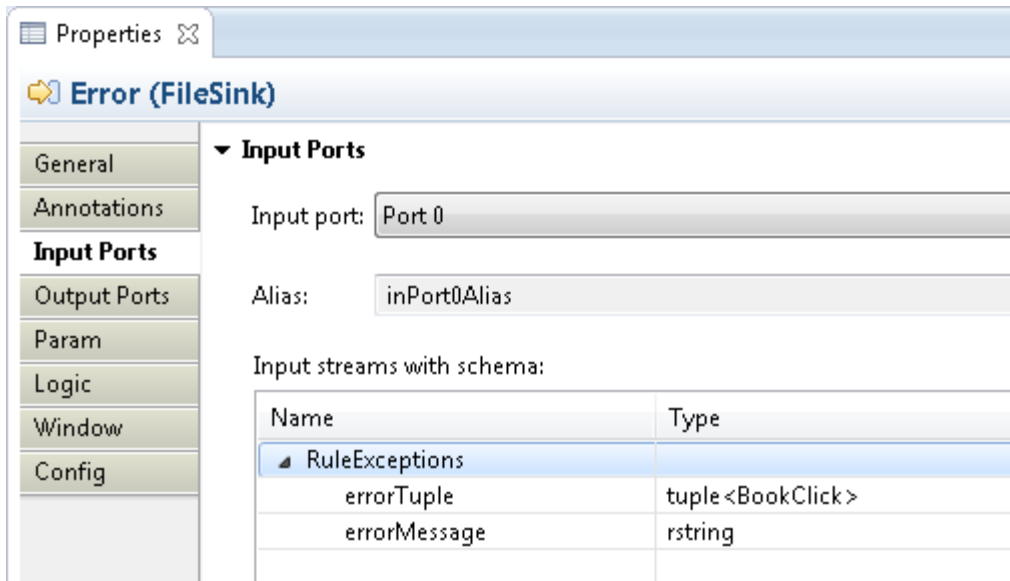 Properties
Error (FileSink)
General
Annotations
Input Ports
Output Ports
Param
Logic
Window
Config
Input Ports
Input port: Port 0
Alias: inPort0Alias
Input streams with schema:
Name Type
RuleExceptions
errorTuple tuple<BookClick>
errorMessage rstring